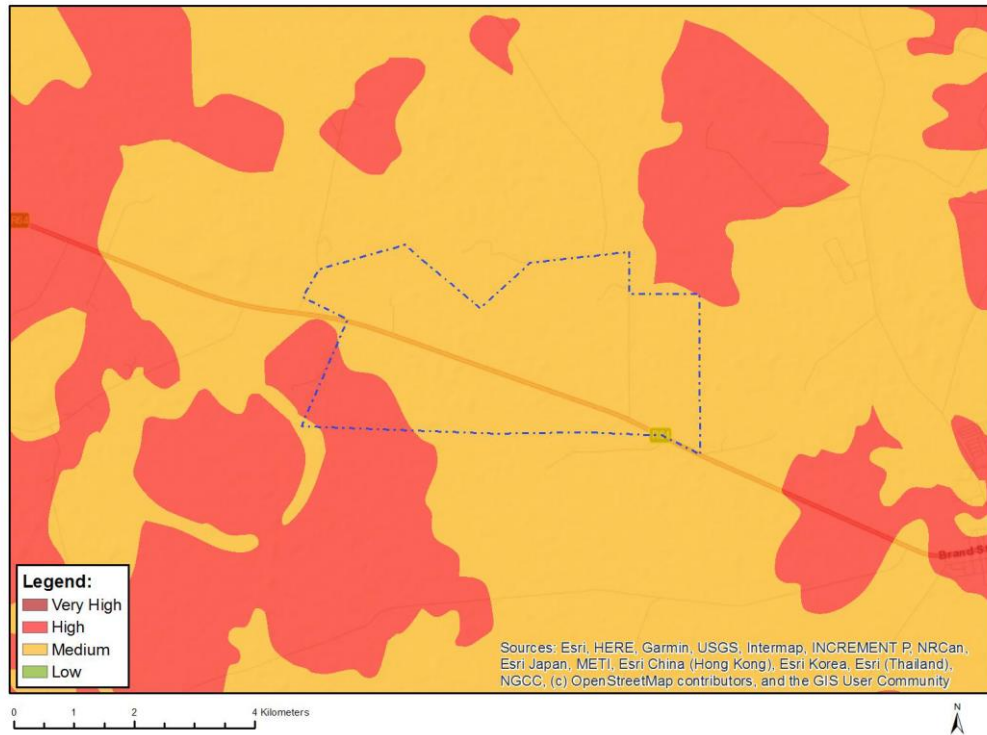 Brand S
Legend:
Very High
High
Medium
Low
Sources: Esri, HERE, Garmin, USGS, Intermap, INCREMENT P, NRCan,
Esri Japan, METI, Esri China (Hong Kong), Esri Korea, Esri (Thailand),
NGCC, (c) OpenStreetMap contributors, and the GIS User Community
0 1 2 4 Kilometers
N